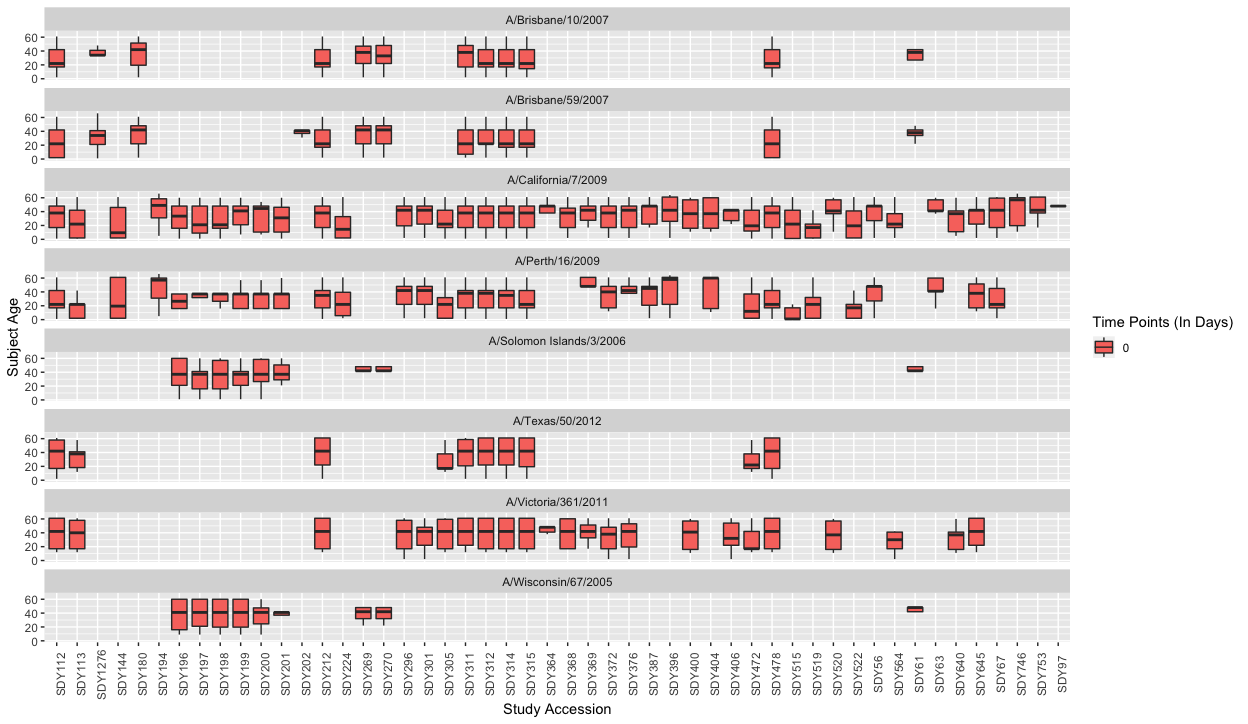 A/Brisbane/10/2007
60
40
20
0
A/Brisbane/59/2007
60
40
20
0
A/California/7/2009
60
40
20
0
A/Perth/16/2009
60
40
20
0
A/Solomon Islands/3/2006
60
40
20
0
A/Texas/50/2012
60
40
20
0
A/Victoria/361/2011
60
40
20
0
A/Wisconsin/67/2005
60
40
20
0
Subject Age
SDY112
SDY113
SDY1276
SDY144
SDY180
SDY194
SDY196
SDY197
SDY198
SDY199
SDY200
SDY201
SDY202
SDY212
SDY224
SDY269
SDY270
SDY296
SDY301
SDY305
SDY311
SDY312
SDY314
SDY315
SDY364
SDY368
SDY369
SDY372
SDY376
SDY387
SDY396
SDY400
SDY404
SDY406
SDY472
SDY478
SDY515
SDY519
SDY520
SDY522
SDY56
SDY564
SDY61
SDY63
SDY640
SDY645
SDY67
SDY746
SDY753
SDY97
Study Accession
Time Points (In Days)
0